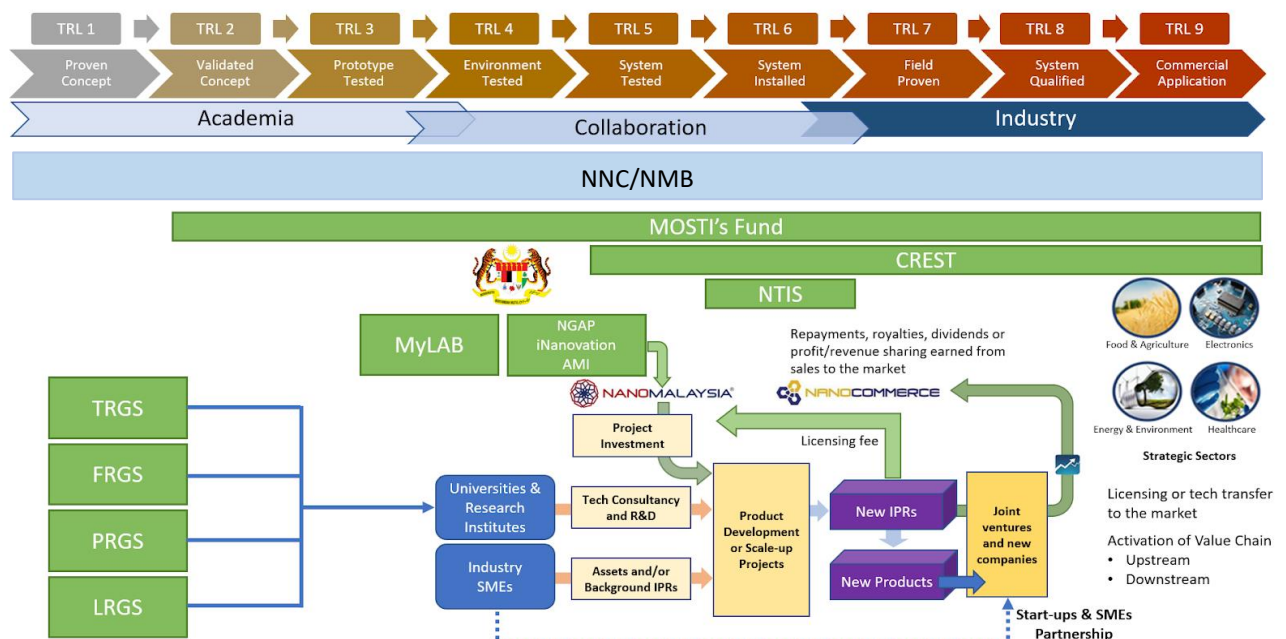 TRL 1
TRL 2
TRL 3
TRL 4
TRL 5
TRL 6
TRL 7
TRL 8
TRL 9
Proven
Concept
Validated
Concept
Prototype
Tested
Environment
Tested
System
Tested
System
Installed
Field
Proven
System
Qualified
Commercial
Application
Academia
Collaboration
Industry
NNC/NMB
MOSTI's Fund
CREST
NTIS
MyLAB
NGAP
iNanovation
AMI
Repayments, royalties, dividends or
profit/revenue sharing earned from
sales to the market
Food & Agriculture
Electronics
Energy & Environment
Healthcare
Strategic Sectors
NANOMALAYSIA®
NANOCOMMERCE
TRGS
FRGS
PRGS
LRGS
Project
Investment
Licensing fee
Universities &
Research
Institutes
Industry
SMEs
Tech Consultancy
and R&D
Assets and/or
Background IPRs
Product
Development
or Scale-up
Projects
New IPRs
New Products
Joint
ventures
and new
companies
Licensing or tech transfer
to the market
Activation of Value Chain
• Upstream
• Downstream
Start-ups & SMEs
Partnership